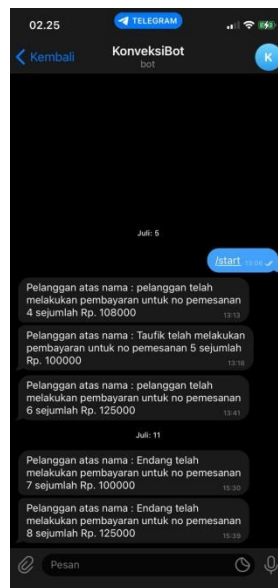 02.25
TELEGRAM
Kembali
KonveksiBot
bot
K
Juli: 5
/start 13:06
Pelanggan atas nama : pelanggan telah
melakukan pembayaran untuk no pemesanan
4 sejumlah Rp. 108000
13:13
Pelanggan atas nama : Taufik telah melakukan
pembayaran untuk no pemesanan 5 sejumlah
Rp. 100000
13:18
Pelanggan atas nama : pelanggan telah
melakukan pembayaran untuk no pemesanan
6 sejumlah Rp. 125000
13:41
Juli: 11
Pelanggan atas nama : Endang telah
melakukan pembayaran untuk no pemesanan
7 sejumlah Rp. 100000
15:30
Pelanggan atas nama : Endang telah
melakukan pembayaran untuk no pemesanan
8 sejumlah Rp. 125000
15:39
Pesan